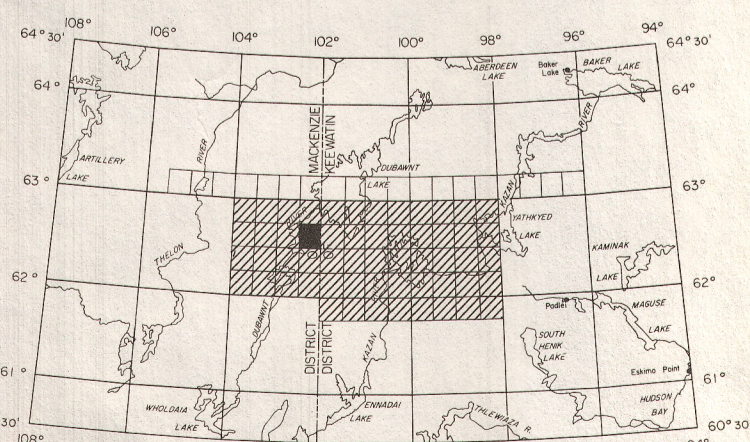 108°
106°
104°
102°
100°
98°
96°
94°
64° 30'
64° 30'
ABERDEEN
LAKE
Baker
Lake
BAKER LAKE
64°
64°
MACKENZIE
KEEWATIN
RIVER
RIVER
ARTILLERY
LAKE
DUBAWNT
LAKE
63°
63°
KAZAN
RIVER
YATHKYED
LAKE
KAMINAK
LAKE
THELON
62°
62°
RIVER
Padlei
MAGUSE
LAKE
DUBAWNT
DISTRICT
DISTRICT
KAZAN
SOUTH
HENIK
LAKE
Eskimo Point
61°
61°
WHOLDAIA
LAKE
ENNADAI
LAKE
THLEWIAZA R.
HUDSON
BAY
30'
60° 30'
108°